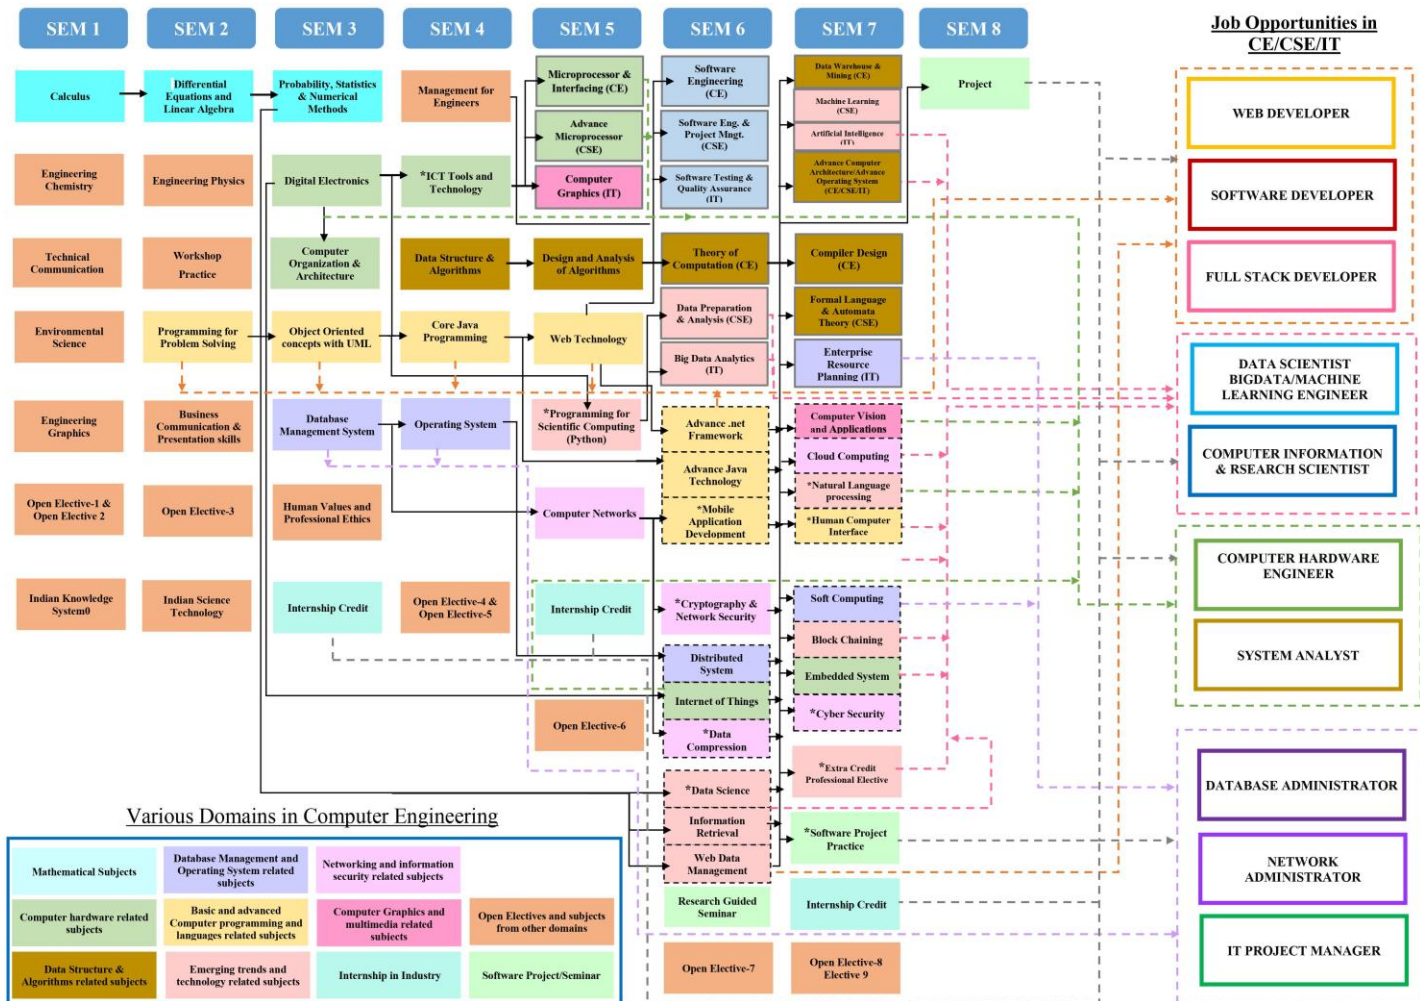 SEM 1
SEM 2
SEM 3
SEM 4
SEM 5
SEM 6
SEM 7
SEM 8
Job Opportunities in
CE/CSE/IT
Calculus
Differential
Equations and
Linear Algebra
Probability, Statistics
& Numerical
Methods
Management for
Engineers
Microprocessor &
Interfacing (CE)
Advance
Microprocessor
(CSE)
Computer
Graphics (IT)
Software
Engineering
(CE)
Software Eng. &
Project Mngt.
(CSE)
Software Testing &
Quality Assurance
(IT)
Data Warehouse &
Mining (CE)
Machine Learning
(CSE)
Artificial Intelligence
(IT)
Advance Computer
Architecture/Advance
Operating System
(CE/CSE/IT)
Project
Engineering
Chemistry
Engineering Physics
Digital Electronics
*ICT Tools and
Technology
Technical
Communication
Workshop
Practice
Computer
Organization &
Architecture
Data Structure &
Algorithms
Design and Analysis
of Algorithms
Theory of
Computation (CE)
Compiler Design
(CE)
Environmental
Science
Programming for
Problem Solving
Object Oriented
concepts with UML
Core Java
Programming
Web Technology
Data Preparation
& Analysis (CSE)
Big Data Analytics
(IT)
Formal Language
& Automata
Theory (CSE)
Enterprise
Resource
Planning (IT)
Engineering
Graphics
Business
Communication &
Presentation skills
Database
Management System
Operating System
*Programming for
Scientific Computing
(Python)
Advance .net
Framework
Advance Java
Technology
*Mobile
Application
Development
Computer Vision
and Applications
Cloud Computing
*Natural Language
processing
*Human Computer
Interface
Open Elective-1 &
Open Elective 2
Open Elective-3
Human Values and
Professional Ethics
Computer Networks
Indian Knowledge
System0
Indian Science
Technology
Internship Credit
Open Elective-4 &
Open Elective-5
Internship Credit
*Cryptography &
Network Security
Distributed
System
Internet of Things
*Data
Compression
Soft Computing
Block Chaining
Embedded System
*Cyber Security
Open Elective-6
*Data Science
Information
Retrieval
Web Data
Management
*Extra Credit
Professional Elective
*Software Project
Practice
Research Guided
Seminar
Internship Credit
Open Elective-7
Open Elective-8
Elective 9
WEB DEVELOPER
SOFTWARE DEVELOPER
FULL STACK DEVELOPER
DATA SCIENTIST
BIGDATA/MACHINE
LEARNING ENGINEER
COMPUTER INFORMATION
& RSEARCH SCIENTIST
COMPUTER HARDWARE
ENGINEER
SYSTEM ANALYST
DATABASE ADMINISTRATOR
NETWORK
ADMINISTRATOR
IT PROJECT MANAGER
Various Domains in Computer Engineering
Mathematical Subjects
Database Management and
Operating System related
subjects
Networking and information
security related subjects
Computer hardware related
subjects
Basic and advanced
Computer programming and
languages related subjects
Computer Graphics and
multimedia related
subjects
Open Electives and subjects
from other domains
Data Structure &
Algorithms related subjects
Emerging trends and
technology related subjects
Internship in Industry
Software Project/Seminar